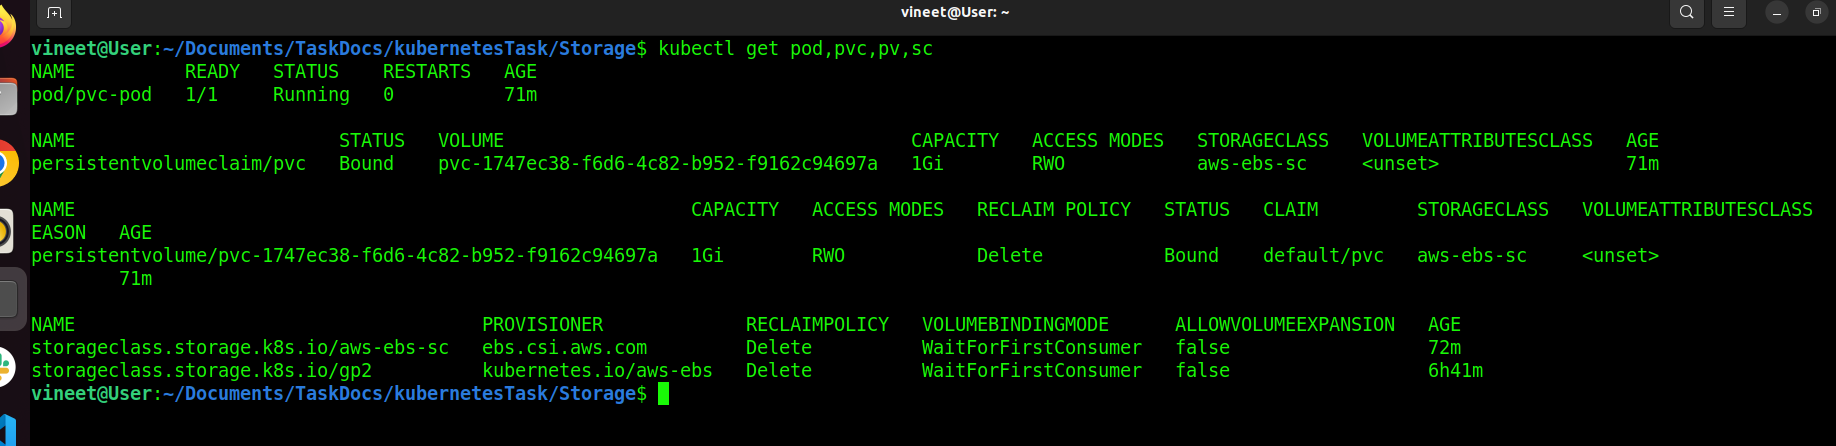 vineet@User: ~
vineet@User:~/Documents/TaskDocs/kubernetesTask/Storage$ kubectl get pod,pvc,pv,sc
NAME READY STATUS RESTARTS AGE
pod/pvc-pod 1/1 Running 0 71m
NAME STATUS VOLUME CAPACITY ACCESS MODES STORAGECLASS VOLUMEATTRIBUTESCLASS AGE
persistentvolumeclaim/pvc Bound pvc-1747ec38-f6d6-4c82-b952-f9162c94697a 1Gi RWO aws-ebs-sc <unset> 71m
NAME CAPACITY ACCESS MODES RECLAIM POLICY STATUS CLAIM STORAGECLASS VOLUMEATTRIBUTESCLASS
EASON AGE
persistentvolume/pvc-1747ec38-f6d6-4c82-b952-f9162c94697a 1Gi RWO Delete Bound default/pvc aws-ebs-sc <unset>
71m
NAME PROVISIONER RECLAIMPOLICY VOLUMEBINDINGMODE ALLOWVOLUMEEXPANSION AGE
storageclass.storage.k8s.io/aws-ebs-sc ebs.csi.aws.com Delete WaitForFirstConsumer false 72m
storageclass.storage.k8s.io/gp2 kubernetes.io/aws-ebs Delete WaitForFirstConsumer false 6h41m
vineet@User:~/Documents/TaskDocs/kubernetesTask/Storage$